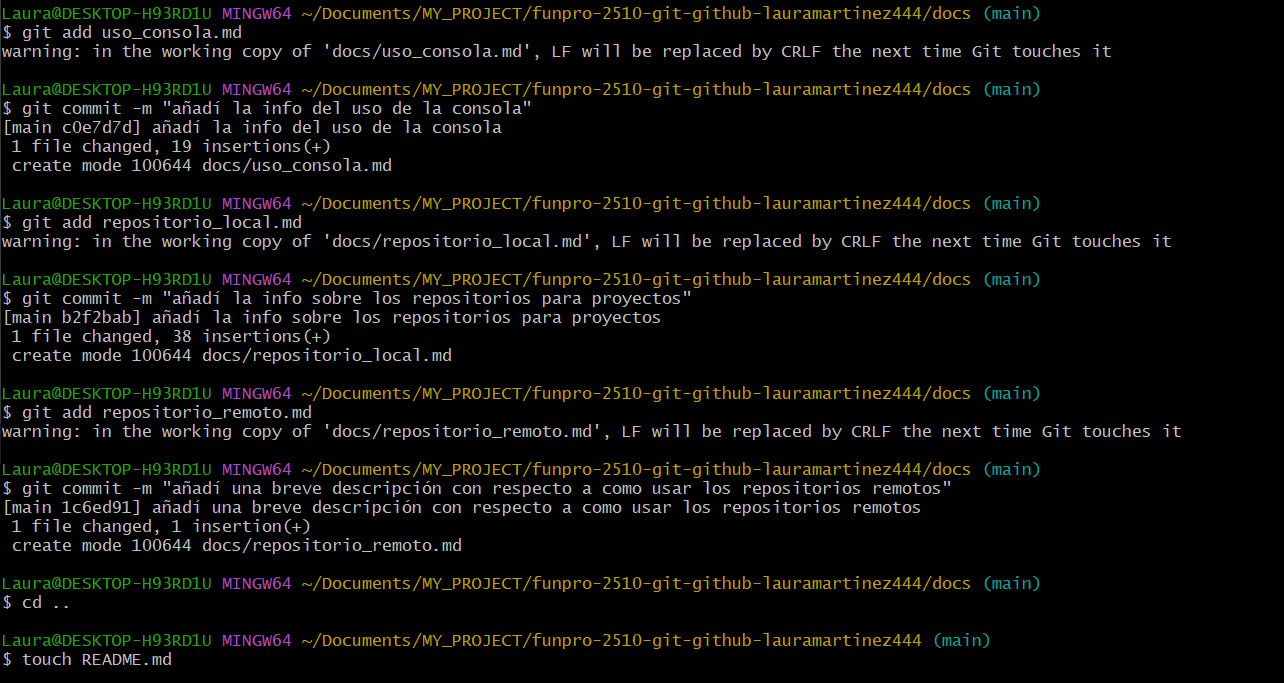 Laura@DESKTOP-H93RD1U MINGW64 ~/Documents/MY_PROJECT/funpro-2510-git-github-lauramartinez444/docs (main)
$ git add uso_consola.md
warning: in the working copy of 'docs/uso_consola.md', LF will be replaced by CRLF the next time Git touches it
Laura@DESKTOP-H93RD1U MINGW64 ~/Documents/MY_PROJECT/funpro-2510-git-github-lauramartinez444/docs (main)
$ git commit -m "añadí la info del uso de la consola"
[main c0e7d7d] añadí la info del uso de la consola
1 file changed, 19 insertions(+)
create mode 100644 docs/uso_consola.md
Laura@DESKTOP-H93RD1U MINGW64 ~/Documents/MY_PROJECT/funpro-2510-git-github-lauramartinez444/docs (main)
$ git add repositorio_local.md
warning: in the working copy of 'docs/repositorio_local.md', LF will be replaced by CRLF the next time Git touches it
Laura@DESKTOP-H93RD1U MINGW64 ~/Documents/MY_PROJECT/funpro-2510-git-github-lauramartinez444/docs (main)
$ git commit -m "añadí la info sobre los repositorios para proyectos"
[main b2f2bab] añadí la info sobre los repositorios para proyectos
1 file changed, 38 insertions(+)
create mode 100644 docs/repositorio_local.md
Laura@DESKTOP-H93RD1U MINGW64 ~/Documents/MY_PROJECT/funpro-2510-git-github-lauramartinez444/docs (main)
$ git add repositorio_remoto.md
warning: in the working copy of 'docs/repositorio_remoto.md', LF will be replaced by CRLF the next time Git touches it
Laura@DESKTOP-H93RD1U MINGW64 ~/Documents/MY_PROJECT/funpro-2510-git-github-lauramartinez444/docs (main)
$ git commit -m "añadí una breve descripción con respecto a como usar los repositorios remotos"
[main 1c6ed91] añadí una breve descripción con respecto a como usar los repositorios remotos
1 file changed, 1 insertion(+)
create mode 100644 docs/repositorio_remoto.md
Laura@DESKTOP-H93RD1U MINGW64 ~/Documents/MY_PROJECT/funpro-2510-git-github-lauramartinez444/docs (main)
$ cd ..
Laura@DESKTOP-H93RD1U MINGW64 ~/Documents/MY_PROJECT/funpro-2510-git-github-lauramartinez444 (main)
$ touch README.md